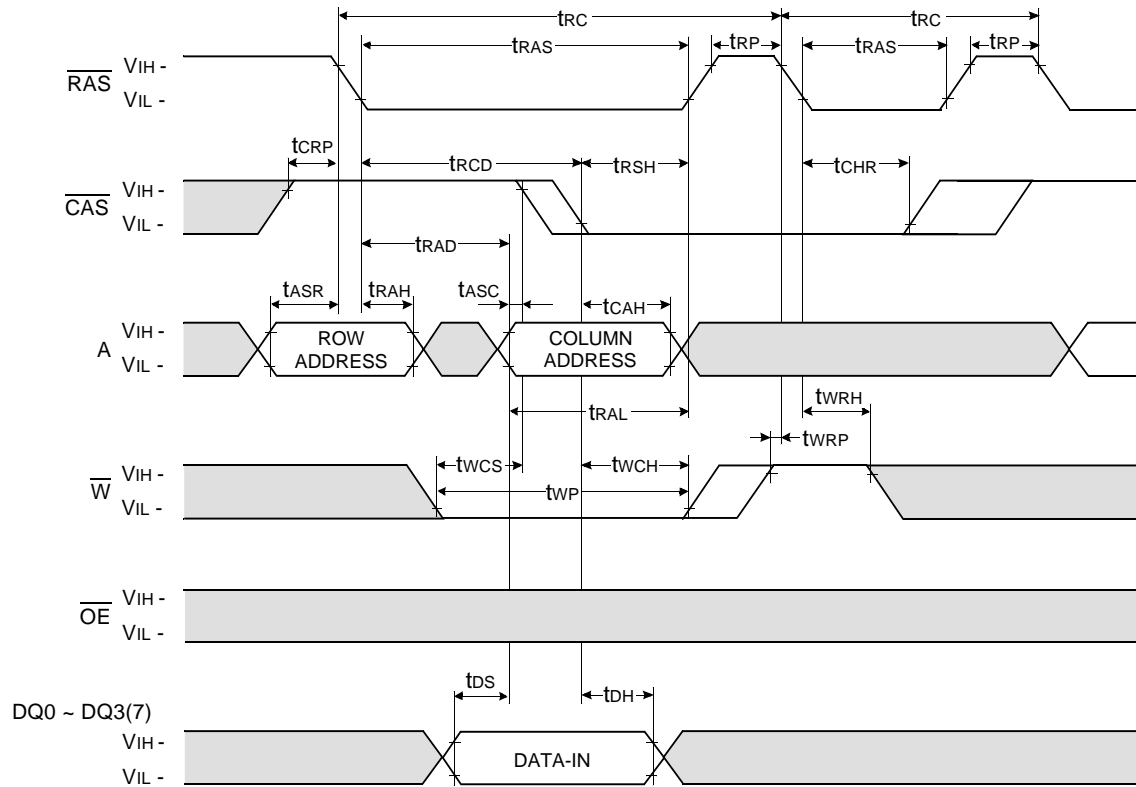 tRC tRC
tRAS tRP tRAS tRP
RAS VIH -
VIL -
tCRP tRCD tRSH tCHR
CAS VIH -
VIL -
tRAD
tASR tRAH tASC tCAH
A VIH -
VIL -
ROW ADDRESS
COLUMN ADDRESS
tRAL tWRH
tWRP
tWCS tWCH
W VIH -
VIL -
tWP
OE VIH -
VIL -
tDS tDH
DQ0 ~ DQ3(7)
VIH -
VIL -
DATA-IN